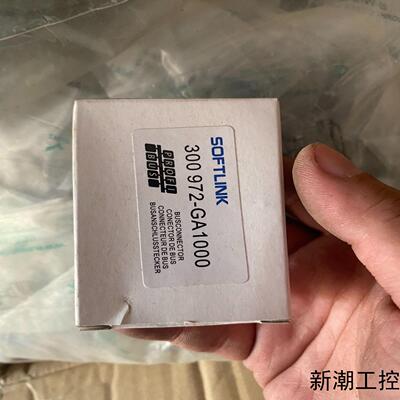 SOFTLINK
300 972-GA1000
PROFI
BUS
BUSCONNECTOR
CONECTOR DE BUS
CONNECTEUR DE BUS
BUSANSCHLUSSTECKER
新潮工控